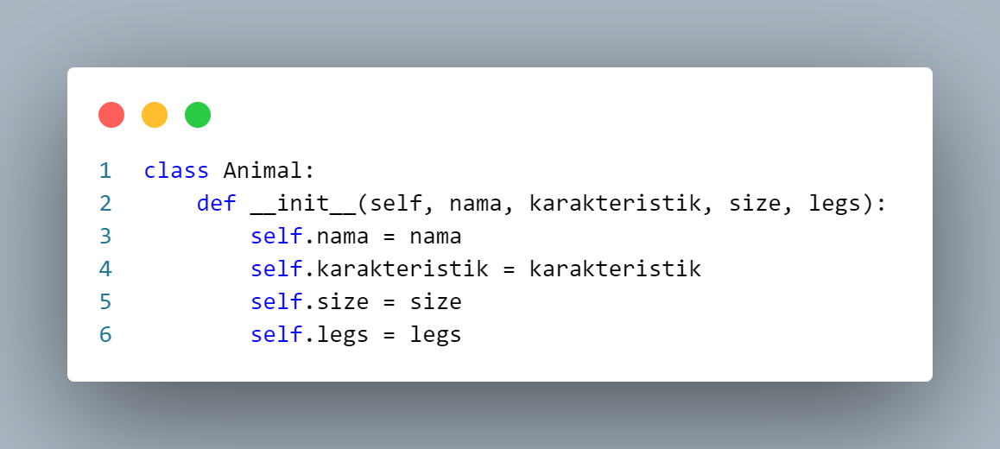 1 class Animal:
2     def __init__(self, nama, karakteristik, size, legs):
3         self.nama = nama
4         self.karakteristik = karakteristik
5         self.size = size
6         self.legs = legs